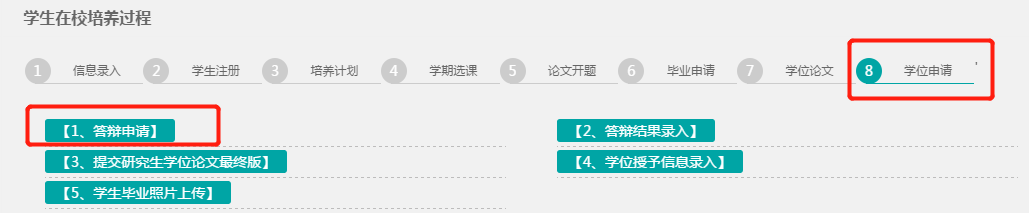 学生在校培养过程
1 信息录入 2 学生注册 3 培养计划 4 学期选课 5 论文开题 6 毕业申请 7 学位论文 8 学位申请
【1、答辩申请】 【2、答辩结果录入】
【3、提交研究生学位论文最终版】 【4、学位授予信息录入】
【5、学生毕业照片上传】